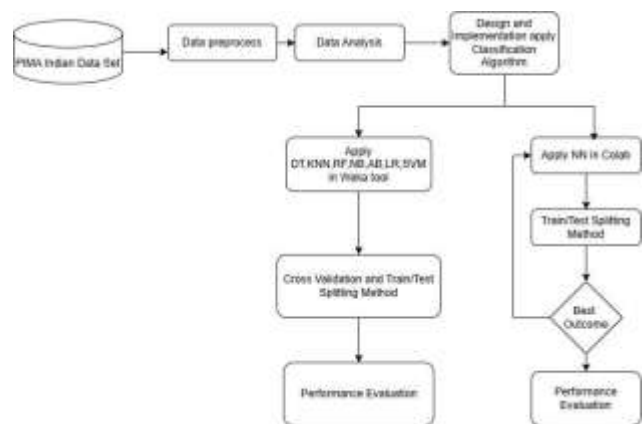 PIMA Indian Data Set
Data preprocess
Data Analysis
Design and
Implementation apply
Classification
Algorithm
Apply
DT,KNN,RF,NB,AB,LR,SVM
in Weka tool
Apply NN in Colab
Train/Test Splitting
Method
Cross Validation and Train/Test
Splitting Method
Best
Outcome
Performance Evaluation
Performance
Evaluation